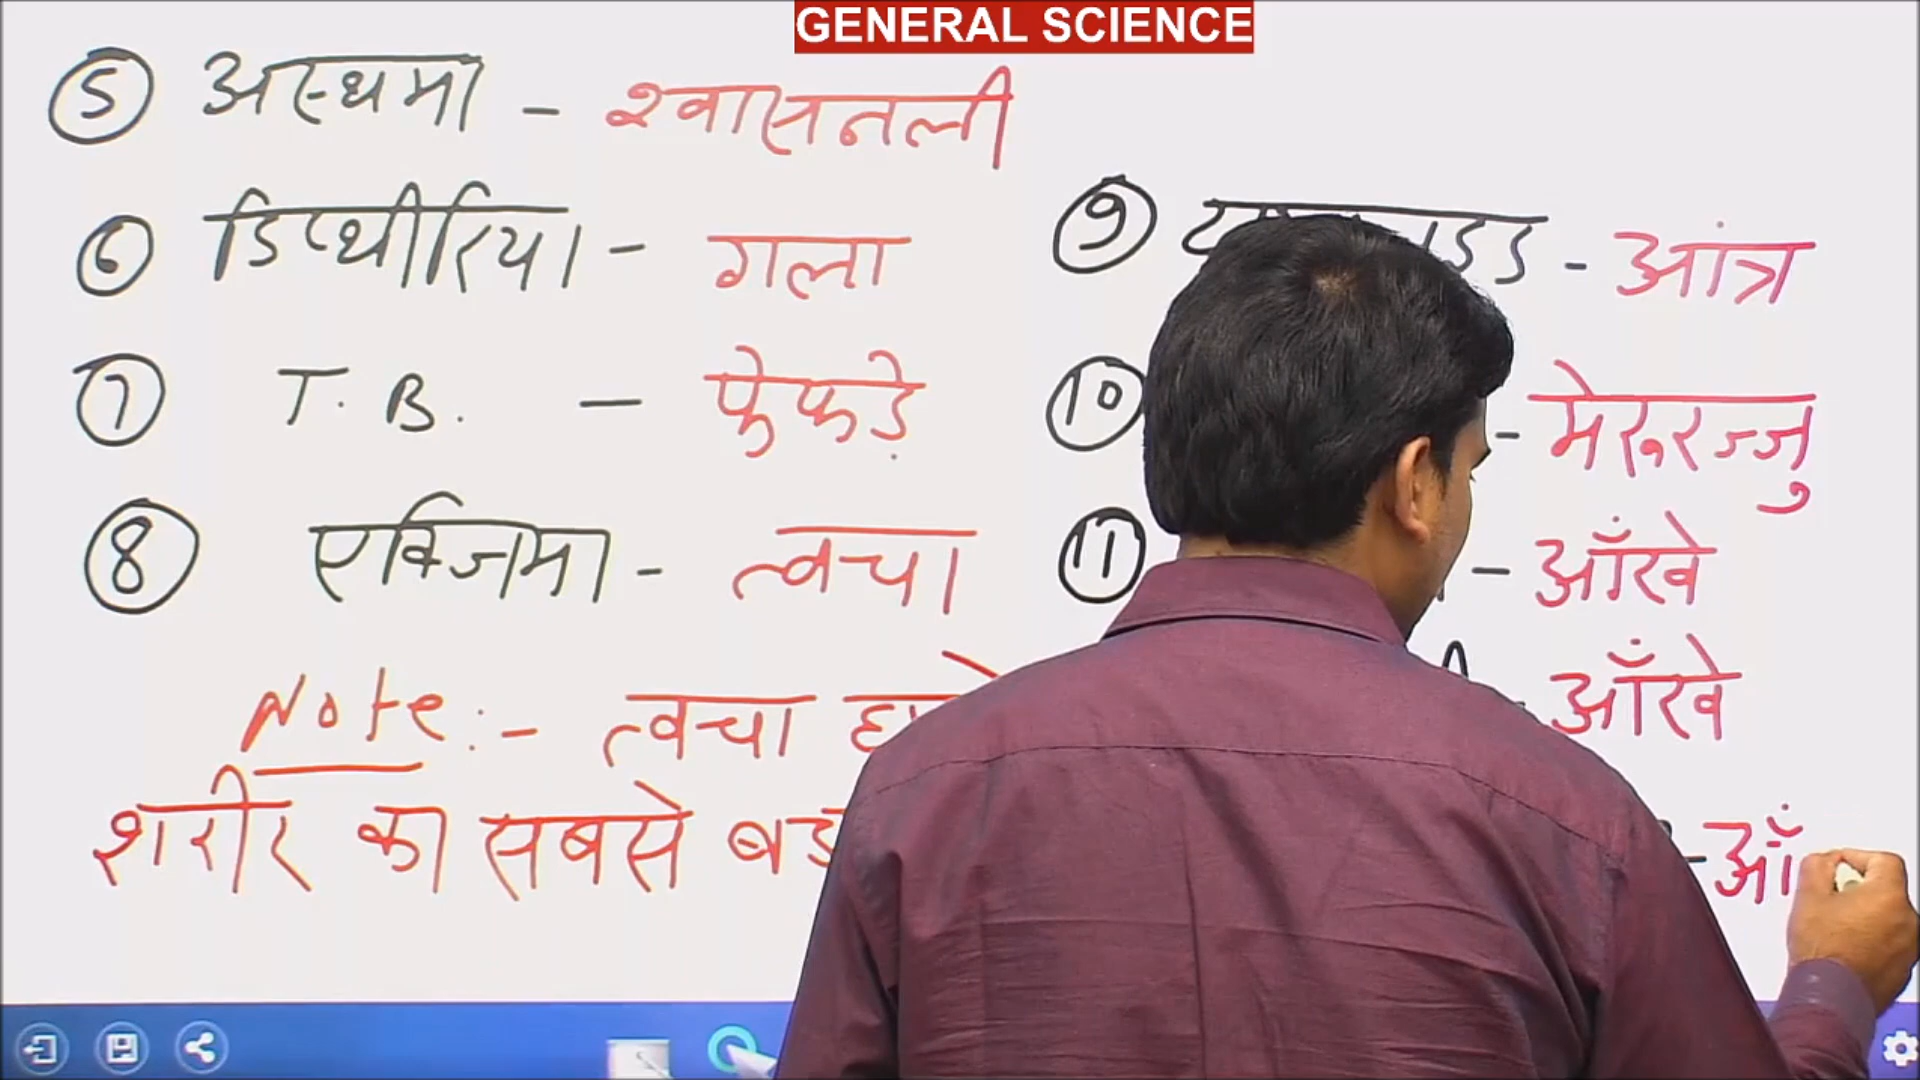 GENERAL SCIENCE
5 अस्थमा - श्वासनली
6 डिप्थीरिया - गला
7 T.B. - फेफड़े
8 एक्जिमा - त्वचा
Note:- त्वचा
शरीर का सबसे
9 - आंत्र
10 - मेरुरज्जु
11 - आँखे
- आँखे
- आँ